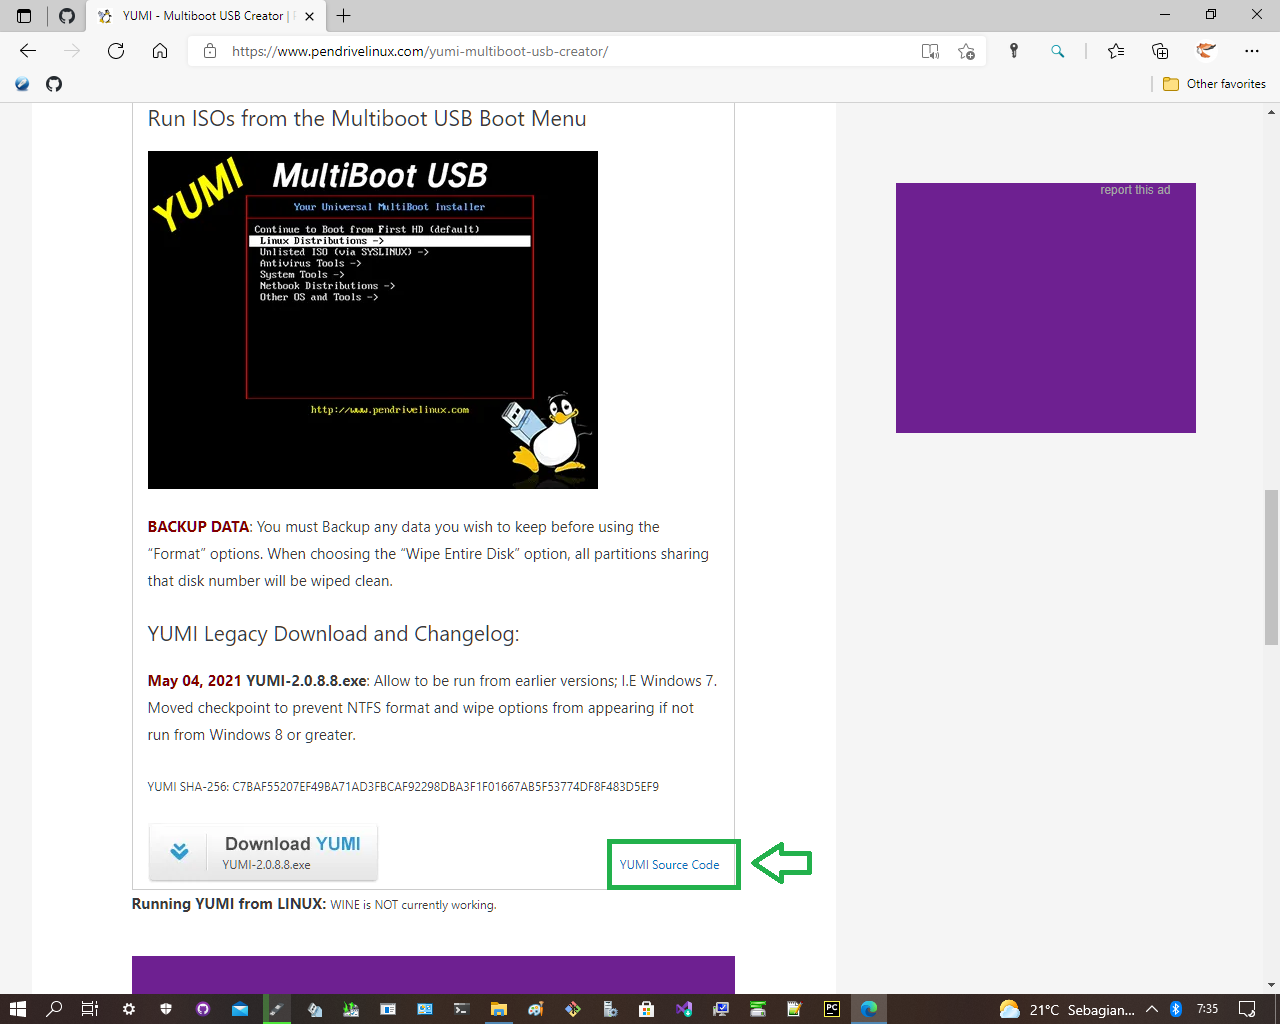 YUMI - Multiboot USB Creator |
https://www.pendrivelinux.com/yumi-multiboot-usb-creator/
Other favorites
Run ISOs from the Multiboot USB Boot Menu
YUMI
MultiBoot USB
Your Universal MultiBoot Installer
Continue to Boot from First HD (default)
Linux Distributions ->
Unlisted ISO (via SYSLINUX) ->
Antivirus Tools ->
System Tools ->
Netbook Distributions ->
Other OS and Tools ->
http://www.pendrivelinux.com
report this ad
BACKUP DATA: You must Backup any data you wish to keep before using the
“Format” options. When choosing the “Wipe Entire Disk” option, all partitions sharing
that disk number will be wiped clean.
YUMI Legacy Download and Changelog:
May 04, 2021 YUMI-2.0.8.8.exe: Allow to be run from earlier versions; I.E Windows 7.
Moved checkpoint to prevent NTFS format and wipe options from appearing if not
run from Windows 8 or greater.
YUMI SHA-256: C7BAF55207EF49BA71AD3FBCAF92298DBA3F1F01667AB5F53774DF8F483D5EF9
Download YUMI
YUMI-2.0.8.8.exe
YUMI Source Code
Running YUMI from LINUX: WINE is NOT currently working.
PC
21°C Sebagian...
7:35